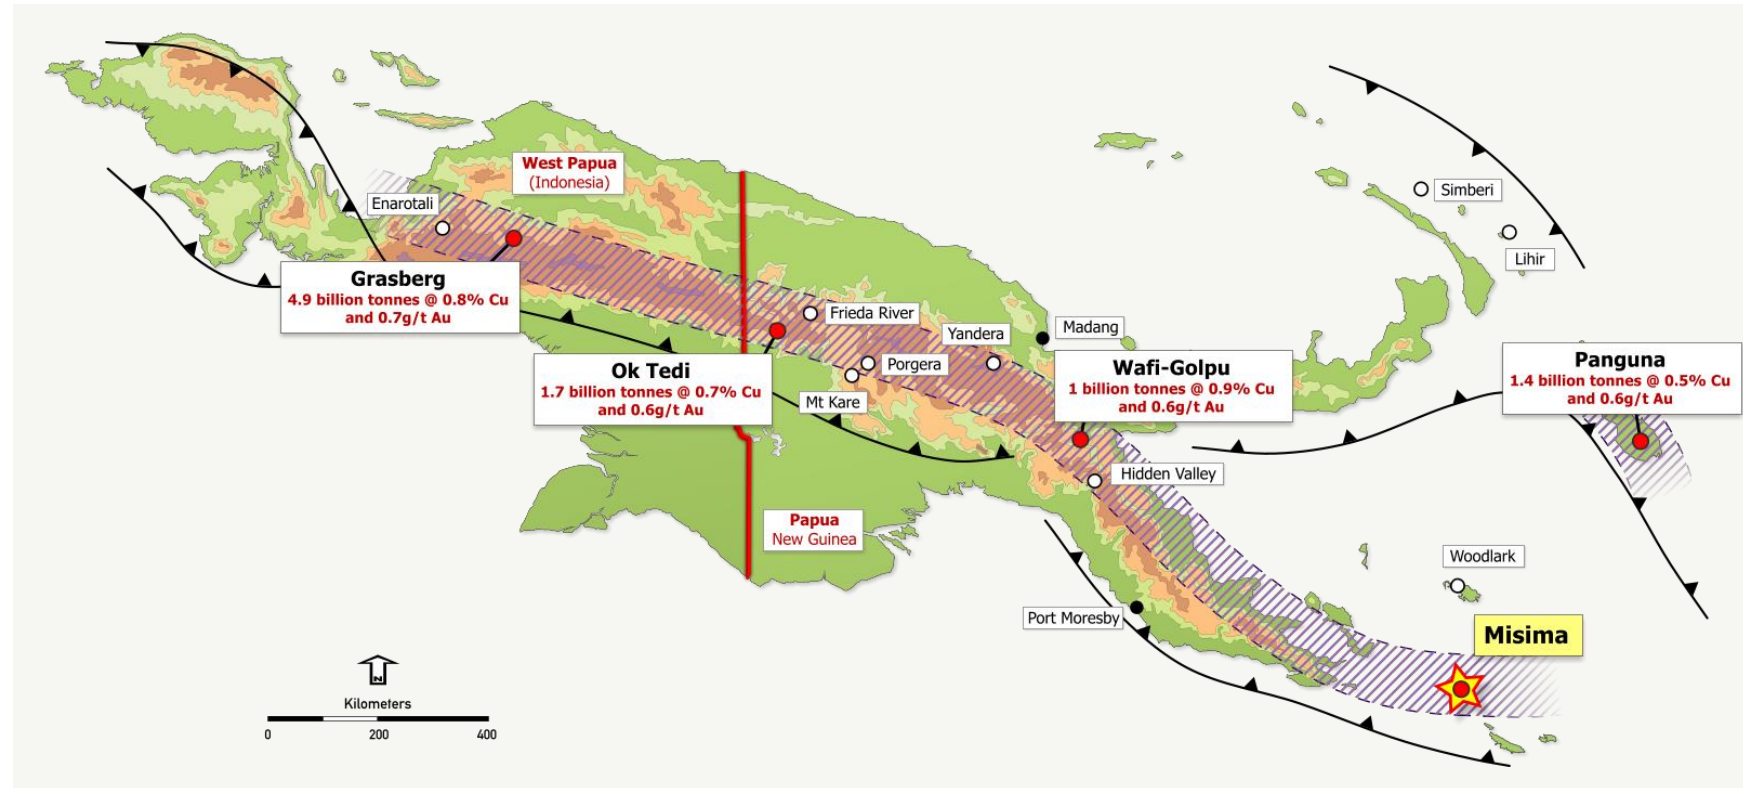 Simberi
Lihir
West Papua
(Indonesia)
Enarotali
Grasberg
4.9 billion tonnes @ 0.8% Cu
and 0.7g/t Au
Frieda River
Yandera
Madang
Porgera
Mt Kare
Ok Tedi
1.7 billion tonnes @ 0.7% Cu
and 0.6g/t Au
Wafi-Golpu
1 billion tonnes @ 0.9% Cu
and 0.6g/t Au
Panguna
1.4 billion tonnes @ 0.5% Cu
and 0.6g/t Au
Hidden Valley
Papua
New Guinea
Woodlark
Port Moresby
Misima
N
Kilometers
0 200 400